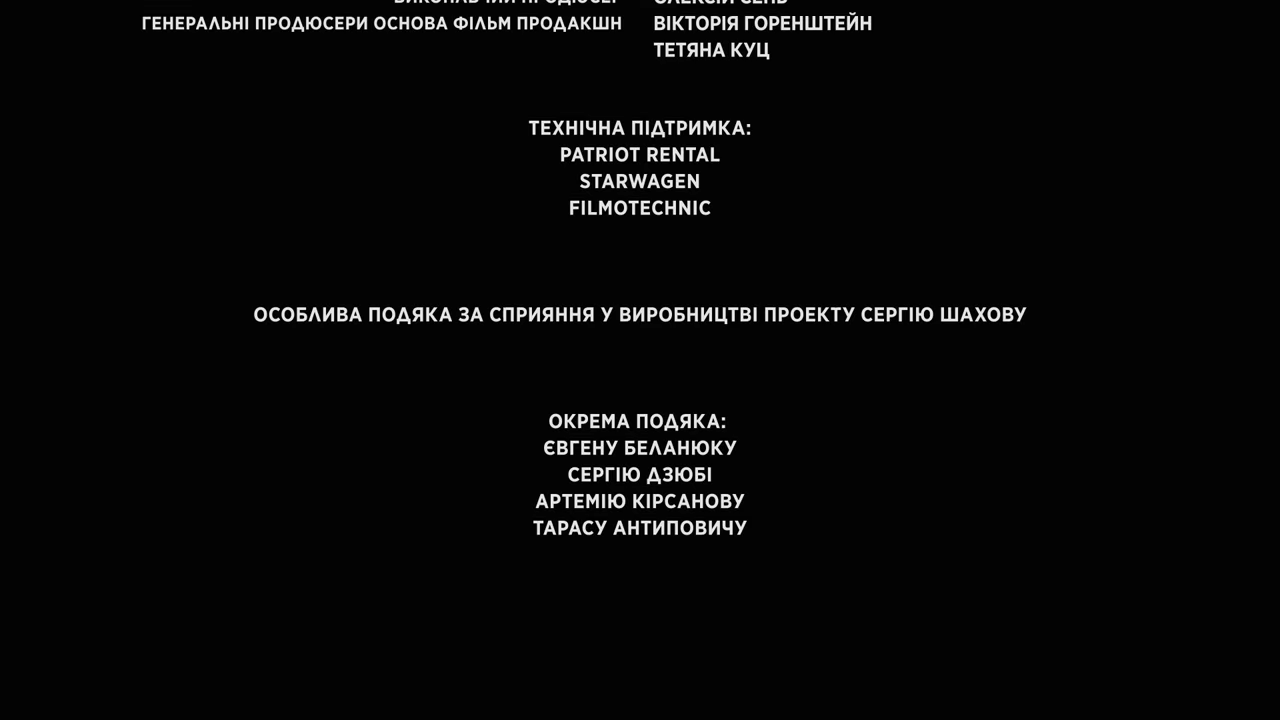 ГЕНЕРАЛЬНІ ПРОДЮСЕРИ ОСНОВА ФІЛЬМ ПРОДАКШН ВІКТОРІЯ ГОРЕНШТЕЙН
ТЕТЯНА КУЦ
ТЕХНІЧНА ПІДТРИМКА:
PATRIOT RENTAL
STARWAGEN
FILMOTECHNIC
ОСОБЛИВА ПОДЯКА ЗА СПРИЯННЯ У ВИРОБНИЦТВІ ПРОЕКТУ СЕРГІЮ ШАХОВУ
ОКРЕМА ПОДЯКА:
ЄВГЕНУ БЕЛАНЮКУ
СЕРГІЮ ДЗЮБІ
АРТЕМІЮ КІРСАНОВУ
ТАРАСУ АНТИПОВИЧУ